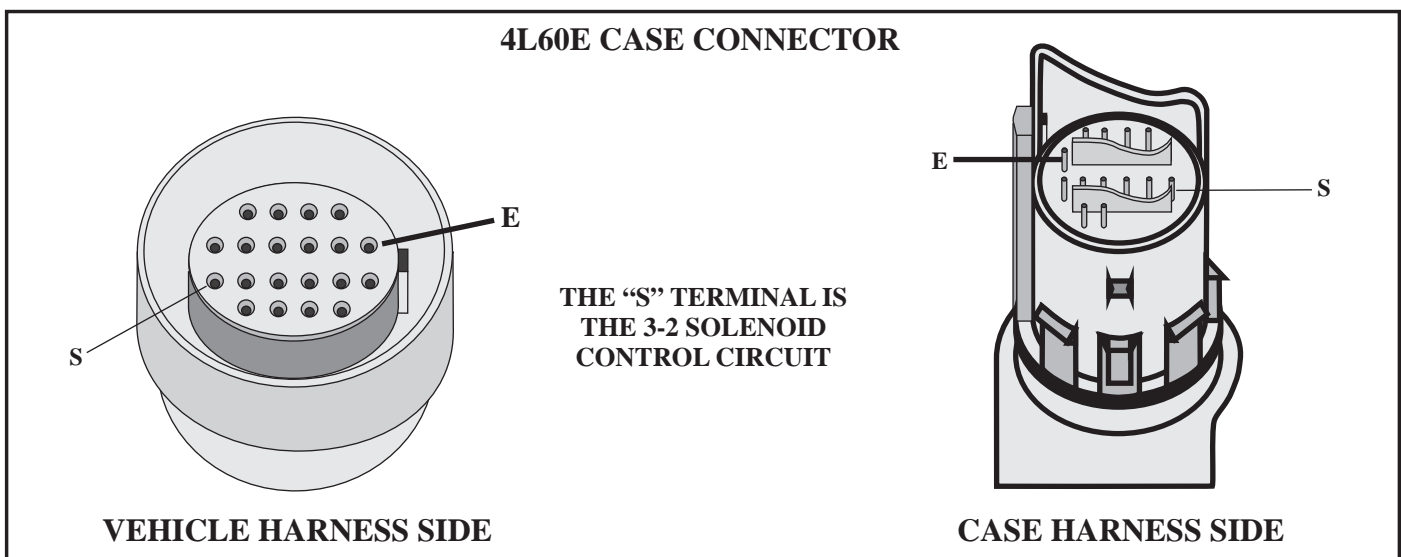 4L60E CASE CONNECTOR
E
S
THE “S” TERMINAL IS
THE 3-2 SOLENOID
CONTROL CIRCUIT
E
S
VEHICLE HARNESS SIDE
CASE HARNESS SIDE